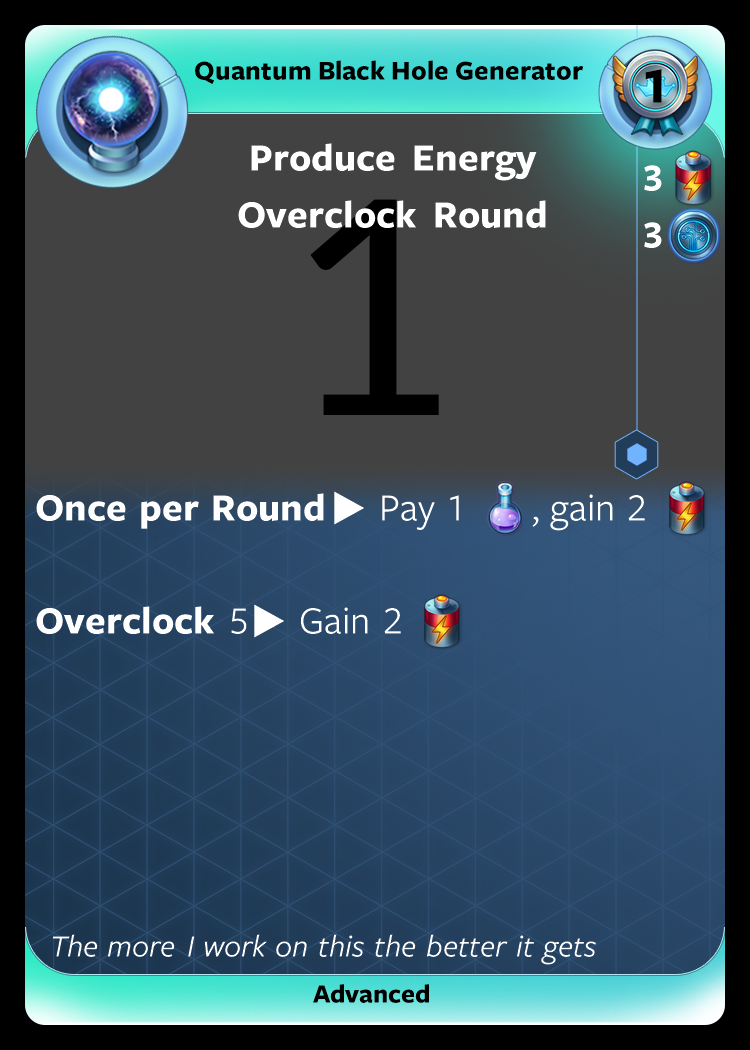 Quantum Black Hole Generator
1
Produce Energy
3
Overclock Round
3
1
Once per Round▶ Pay 1 , gain 2
Overclock 5▶ Gain 2
The more I work on this the better it gets
Advanced